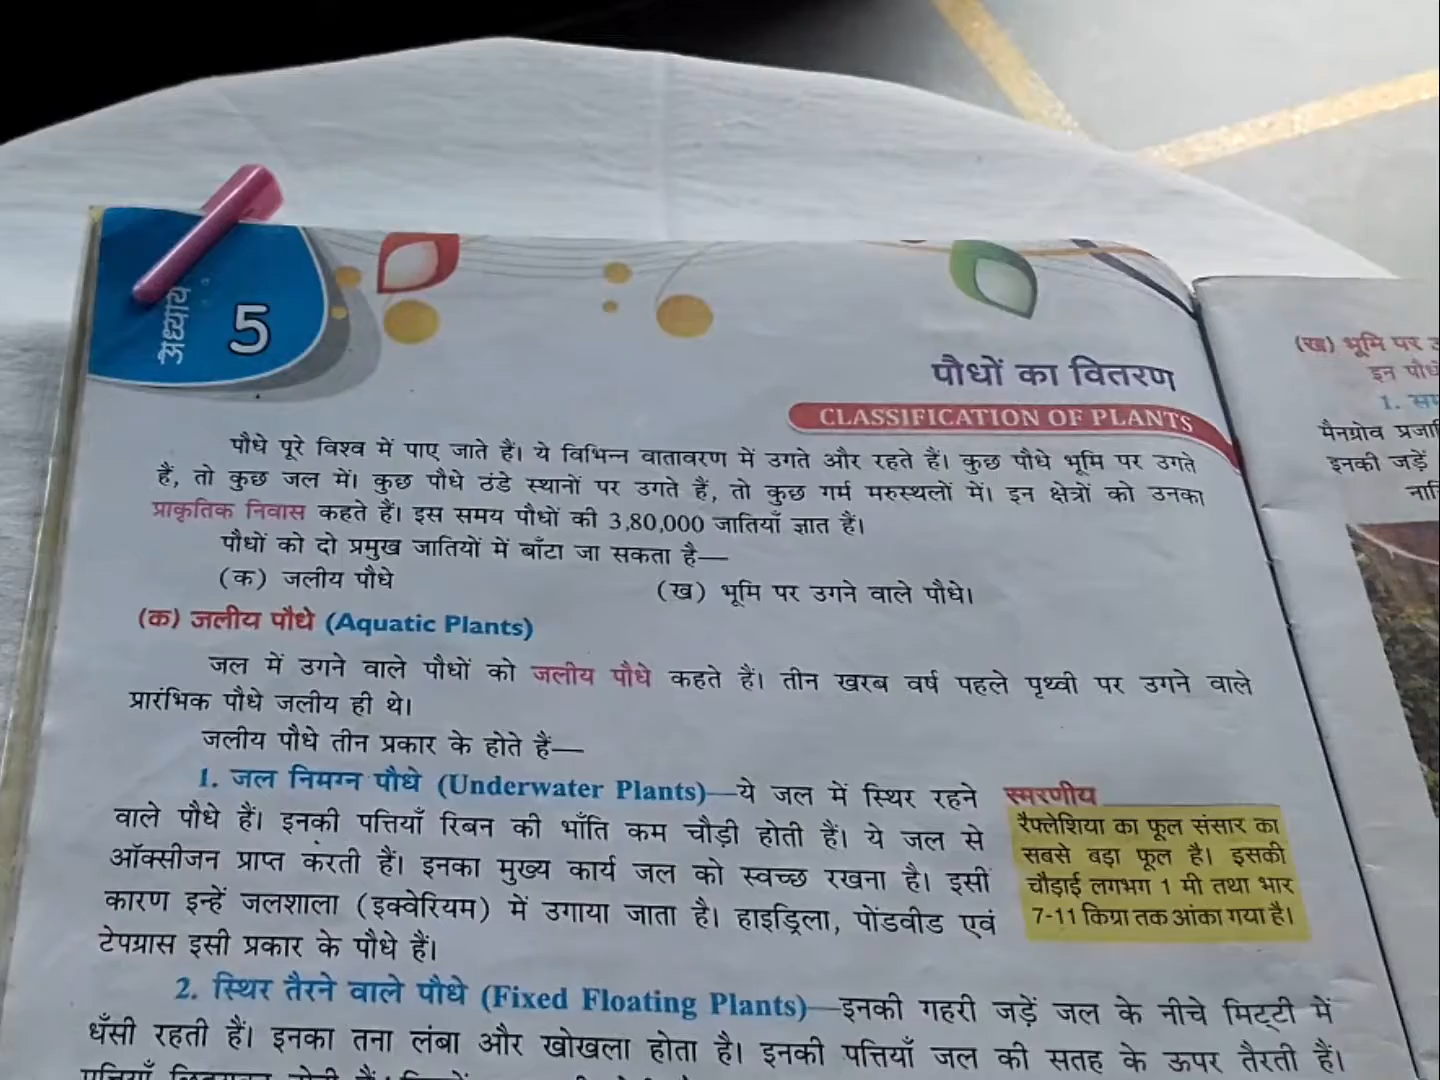 अध्याय 5
पौधों का वितरण
CLASSIFICATION OF PLANTS
पौधे पूरे विश्व में पाए जाते हैं। ये विभिन्न वातावरण में उगते और रहते हैं। कुछ पौधे भूमि पर उगते
हैं, तो कुछ जल में। कुछ पौधे ठंडे स्थानों पर उगते हैं, तो कुछ गर्म मरुस्थलों में। इन क्षेत्रों को उनका
प्राकृतिक निवास कहते हैं। इस समय पौधों की 3,80,000 जातियाँ ज्ञात हैं।
पौधों को दो प्रमुख जातियों में बाँटा जा सकता है—
(क) जलीय पौधे
(ख) भूमि पर उगने वाले पौधे।
(क) जलीय पौधे (Aquatic Plants)
जल में उगने वाले पौधों को जलीय पौधे कहते हैं। तीन खरब वर्ष पहले पृथ्वी पर उगने वाले
प्रारंभिक पौधे जलीय ही थे।
जलीय पौधे तीन प्रकार के होते हैं—
1. जल निमग्न पौधे (Underwater Plants)—ये जल में स्थिर रहने
वाले पौधे हैं। इनकी पत्तियाँ रिबन की भाँति कम चौड़ी होती हैं। ये जल से
ऑक्सीजन प्राप्त करती हैं। इनका मुख्य कार्य जल को स्वच्छ रखना है। इसी
कारण इन्हें जलशाला (इक्वेरियम) में उगाया जाता है। हाइड्रिला, पोंडवीड एवं
टेपग्रास इसी प्रकार के पौधे हैं।
स्मरणीय
रैफ्लेशिया का फूल संसार का
सबसे बड़ा फूल है। इसकी
चौड़ाई लगभग 1 मी तथा भार
7-11 किग्रा तक आंका गया है।
2. स्थिर तैरने वाले पौधे (Fixed Floating Plants)—इनकी गहरी जड़ें जल के नीचे मिट्टी में
धँसी रहती हैं। इनका तना लंबा और खोखला होता है। इनकी पत्तियाँ जल की सतह के ऊपर तैरती हैं।
(ख) भूमि पर
इन
1.
मैनग्रोव
इनकी जड़ें